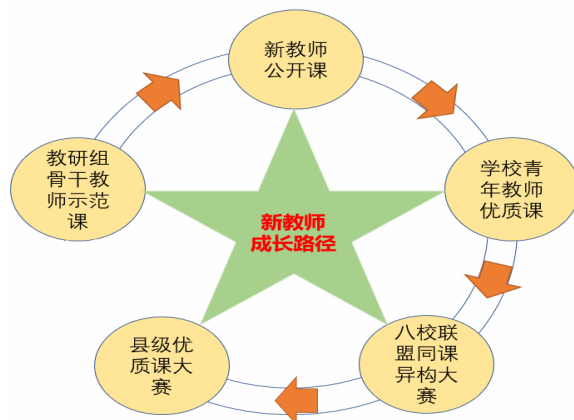 新教师
公开课
教研组
骨干教
师示范
课
学校青
年教师
优质课
新教师
成长路径
八校联
盟同课
异构大
赛
县级优
质课大
赛